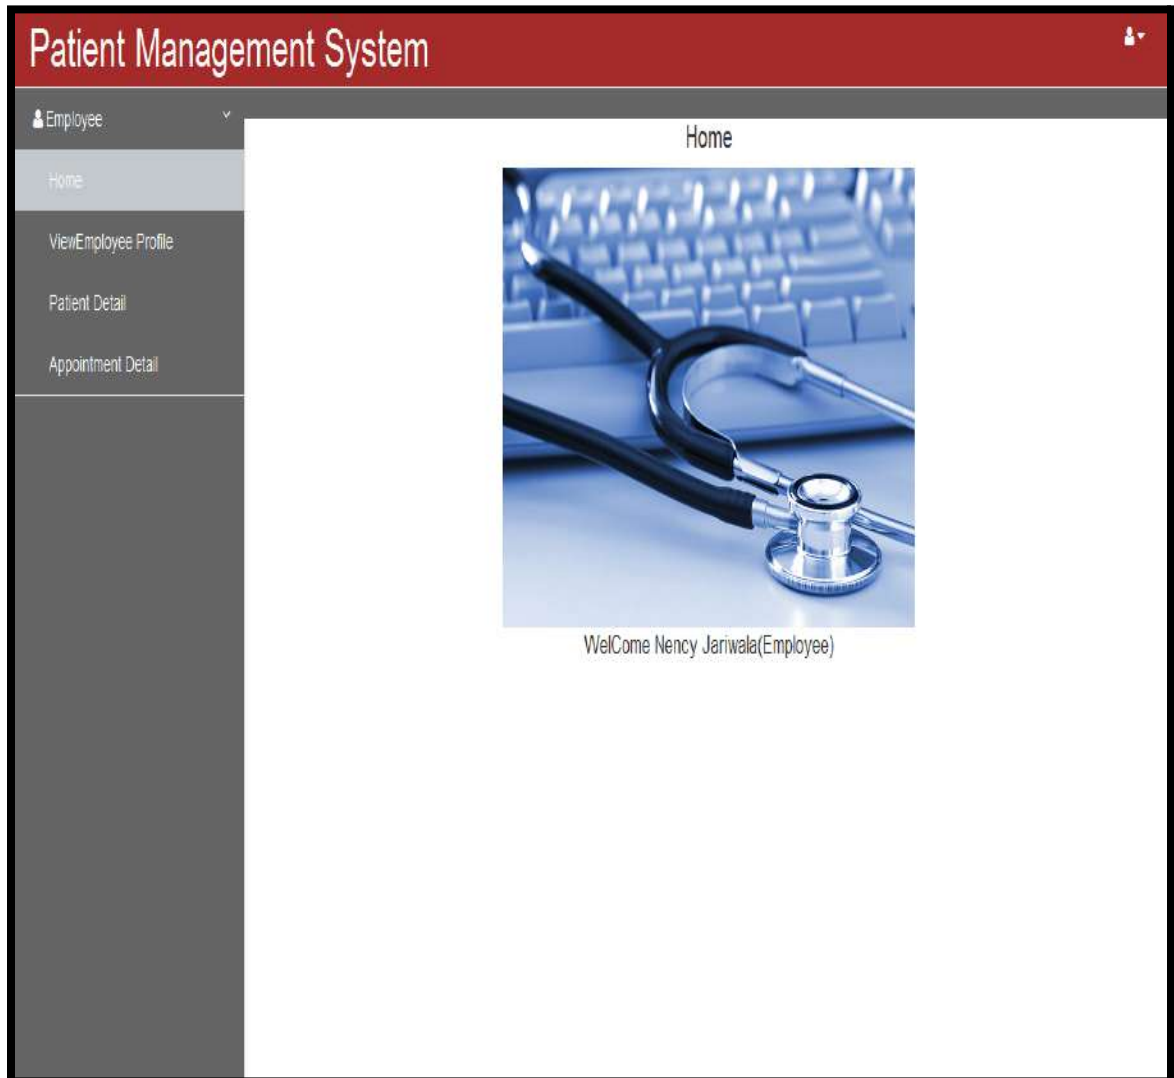 Patient Management System
Employee
Home
Home
ViewEmployee Profile
Patient Detail
Appointment Detail
WelCome Nency Jariwala(Employee)